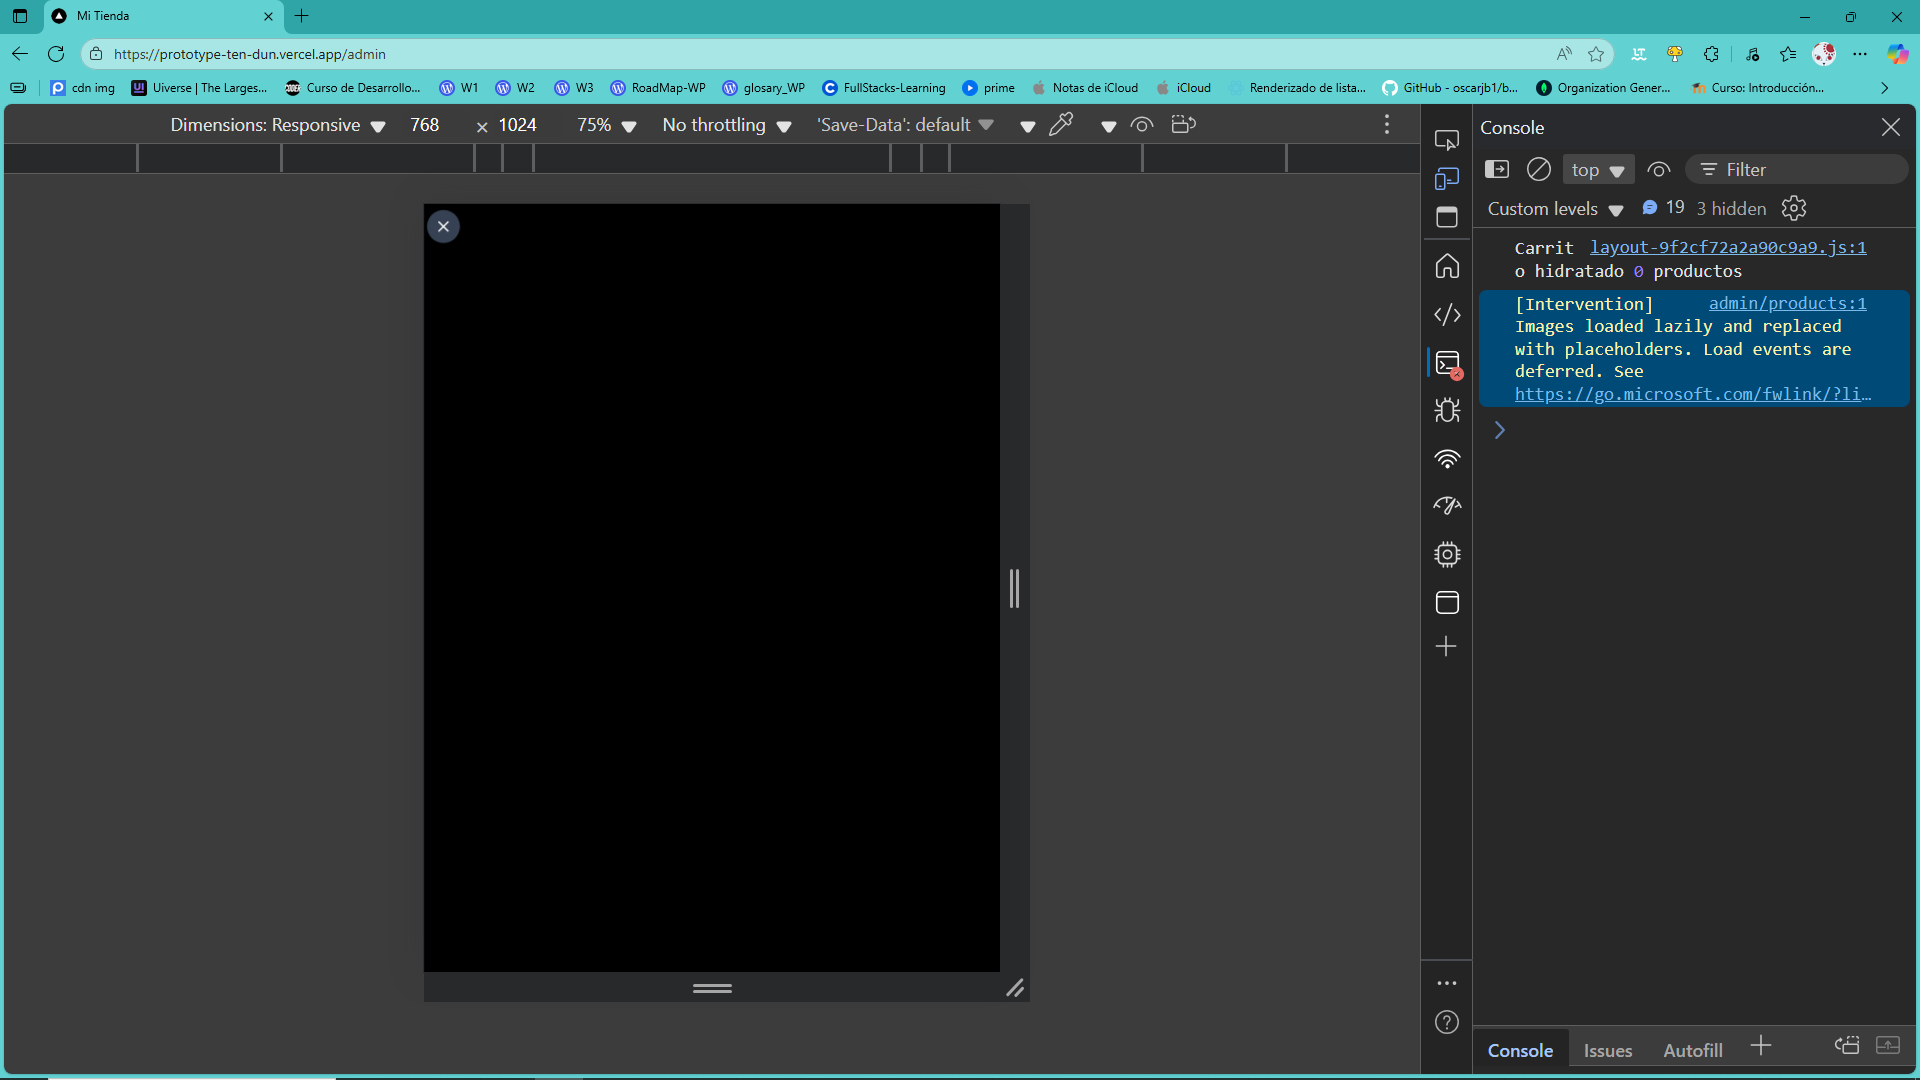 Mi Tienda
https://prototype-ten-dun.vercel.app/admin
cdn img
Uiverse | The Larges...
Curso de Desarrollo...
W1
W2
W3
RoadMap-WP
glosary_WP
FullStacks-Learning
prime
Notas de iCloud
iCloud
Renderizado de lista...
GitHub - oscarjb1/b...
Organization Gener...
Curso: Introducción...
Dimensions: Responsive
768 × 1024
75%
No throttling
'Save-Data': default
Console
top
Filter
Custom levels
19
3 hidden
Carrit layout-9f2cf72a2a90c9a9.js:1
o hidratado 0 productos
[Intervention] admin/products:1
Images loaded lazily and replaced
with placeholders. Load events are
deferred. See
https://go.microsoft.com/fwlink/?li…
Console
Issues
Autofill